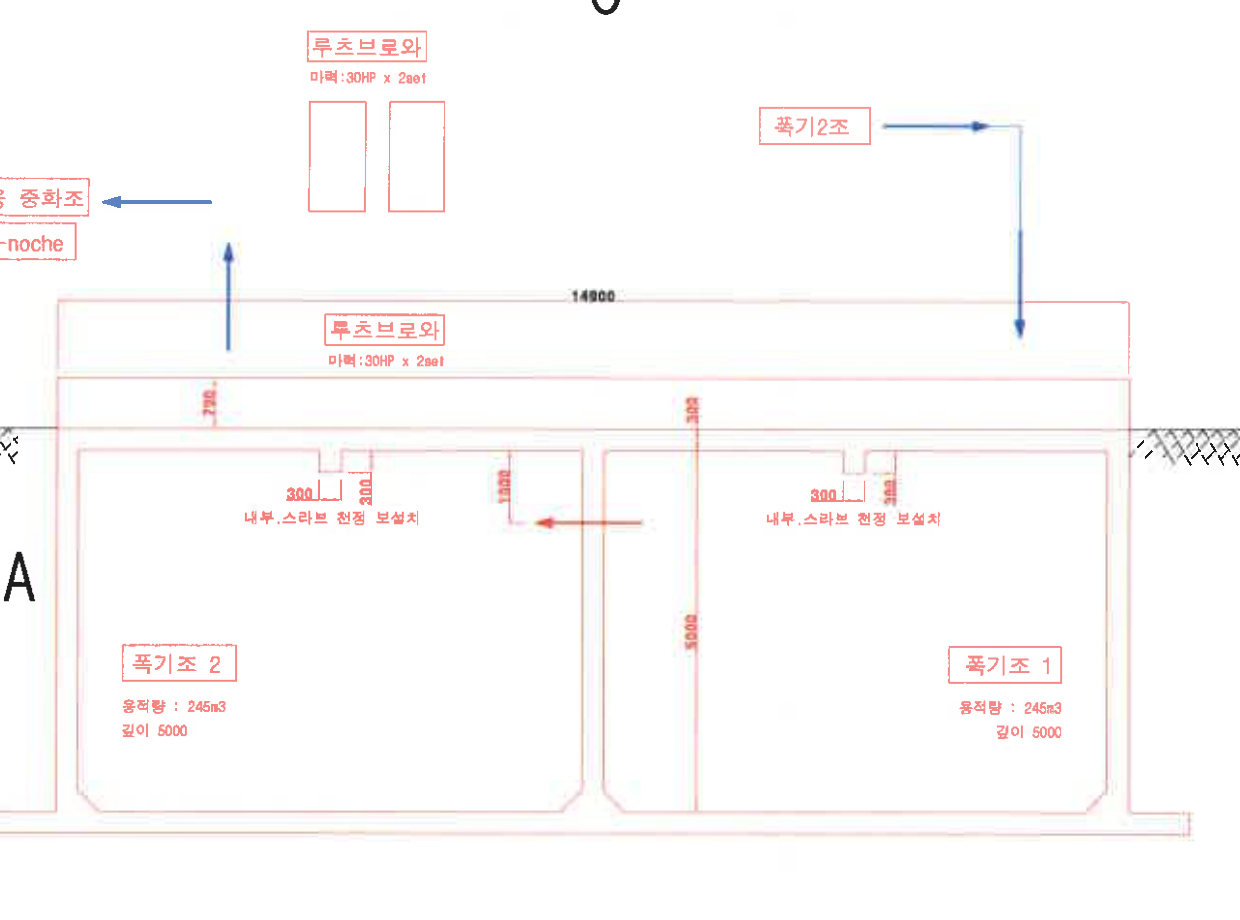 루츠브로와
마력:30HP x 2set
폭기2조
중화조
-noche
14900
루츠브로와
마력:30HP x 2set
700
300
300
300
1000
300
300
내부.스라브 천정 보설치
내부.스라브 천정 보설치
A
5000
폭기조 2
폭기조 1
용적량 : 245m3
용적량 : 245m3
깊이 5000
깊이 5000